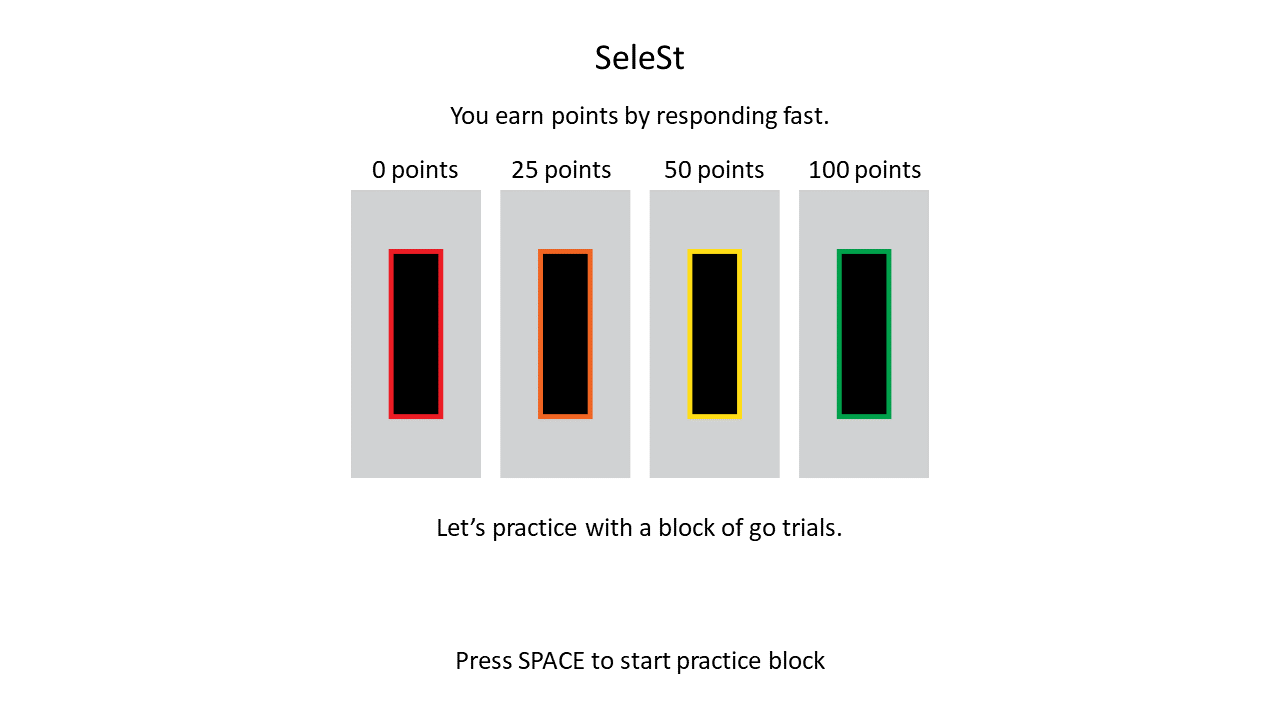 SeleSt
You earn points by responding fast.
0 points 25 points 50 points 100 points
Let’s practice with a block of go trials.
Press SPACE to start practice block